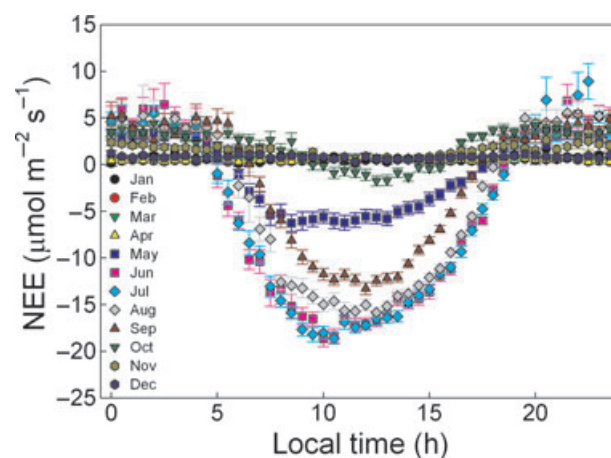 15
10
5
0
−5
−10
−15
−20
−25
NEE (μmol m⁻² s⁻¹)
Jan
Feb
Mar
Apr
May
Jun
Jul
Aug
Sep
Oct
Nov
Dec
0 5 10 15 20
Local time (h)